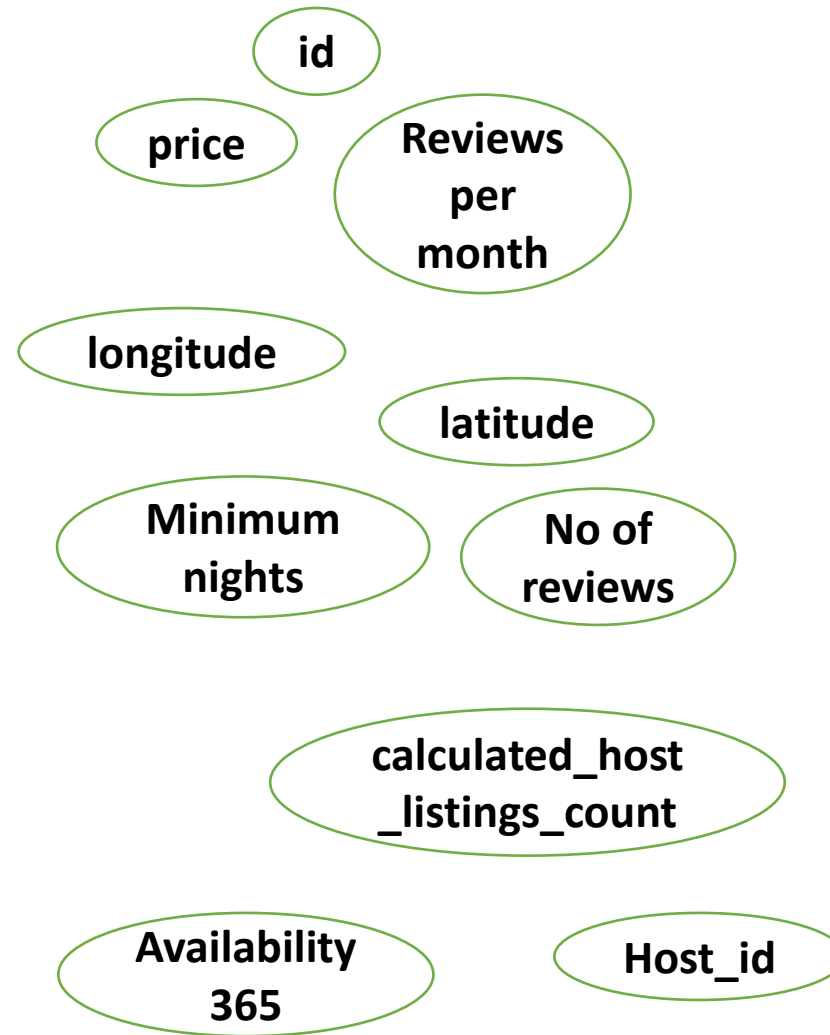 id
price
Reviews
per
month
longitude
latitude
Minimum
nights
No of
reviews
calculated_host
_listings_count
Availability
365
Host_id